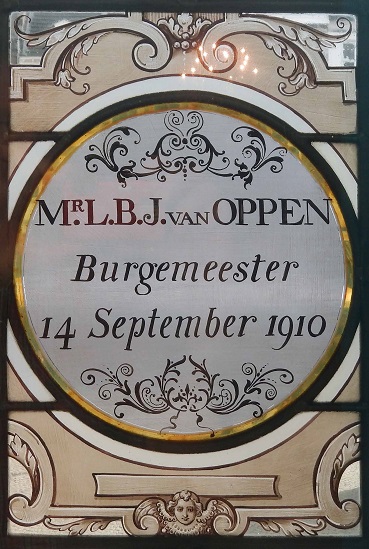 Mr. L.B.J. VAN OPPEN
Burgemeester
14 September 1910